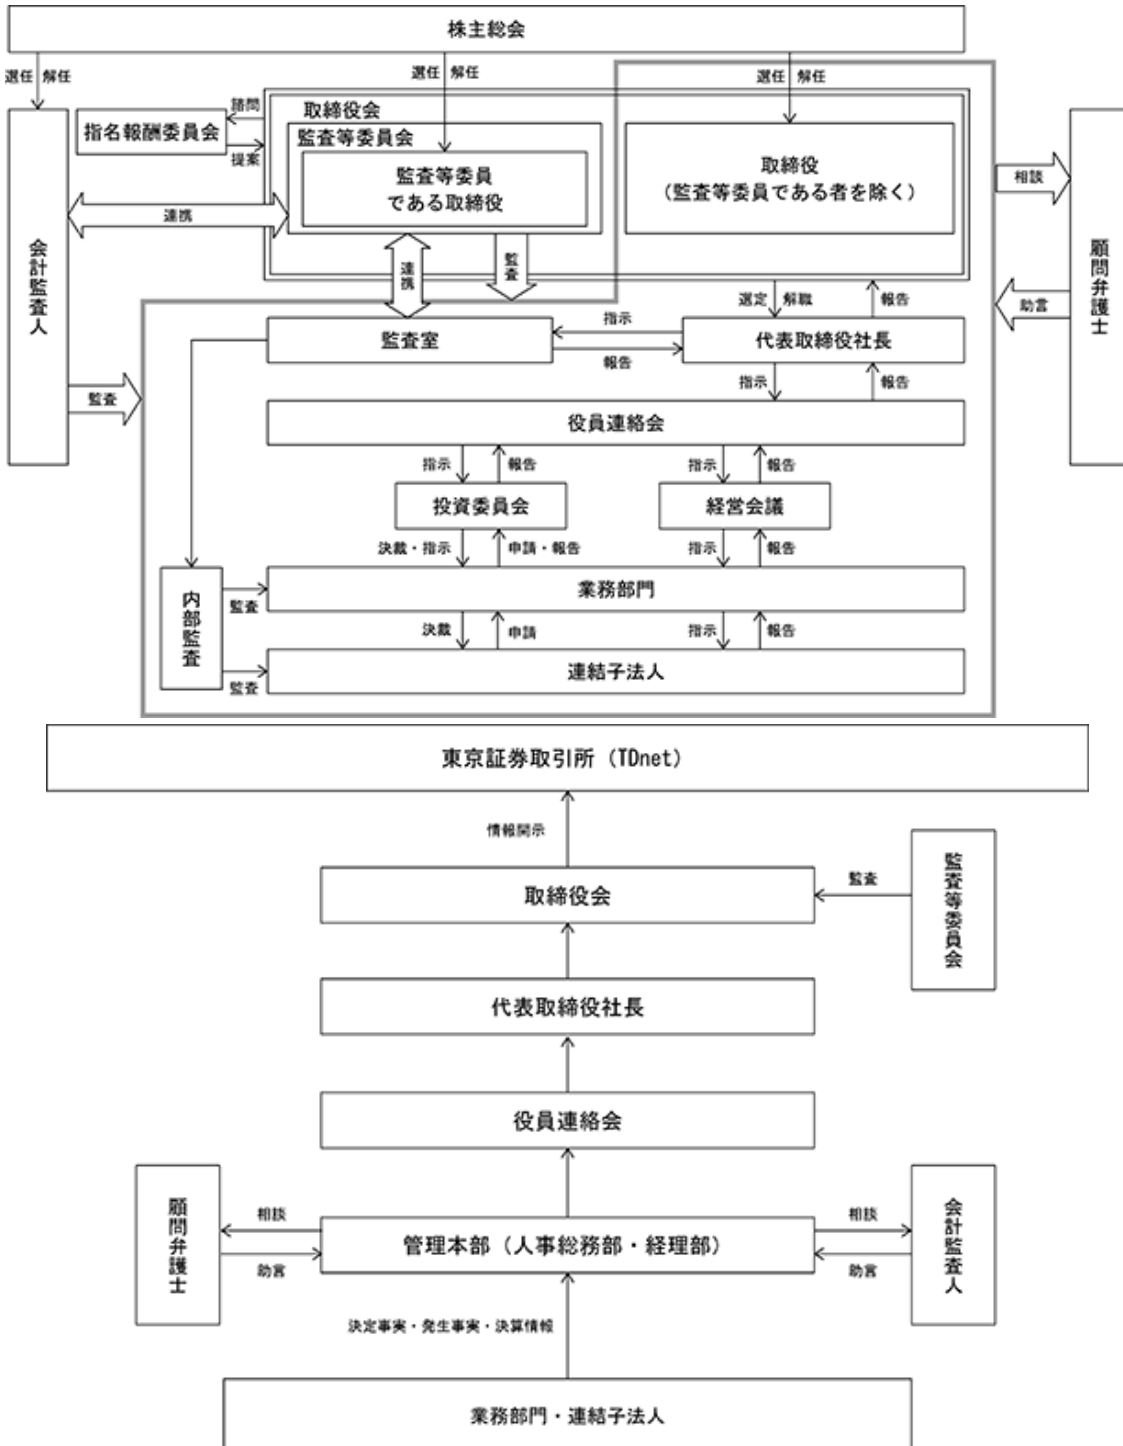 株主総会
選任 解任
選任 解任
選任 解任
諮問
指名報酬委員会
提案
取締役会
監査等委員会
監査等委員
である取締役
取締役
(監査等委員である者を除く)
相談
連携
会計監査人
顧問弁護士
連携
監査
選定 解職
報告
助言
指示
監査室
代表取締役社長
報告
監査
指示
報告
役員連絡会
指示
報告
指示
報告
投資委員会
経営会議
決裁・指示
申請・報告
指示
報告
内部監査
監査
業務部門
決裁
申請
指示
報告
監査
連結子法人
東京証券取引所(TDnet)
情報開示
監査等委員会
取締役会
監査
代表取締役社長
役員連絡会
顧問弁護士
相談
相談
会計監査人
管理本部(人事総務部・経理部)
助言
助言
決定事実・発生事実・決算情報
業務部門・連結子法人